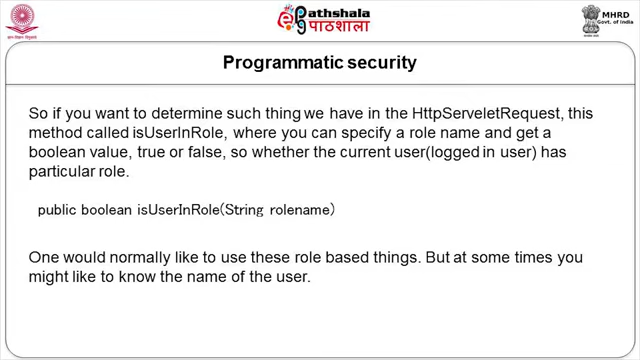 Pathshala
पाठशाला
MHRD
Govt. of India
Programmatic security
So if you want to determine such thing we have in the HttpServeletRequest, this
method called isUserInRole, where you can specify a role name and get a
boolean value, true or false, so whether the current user(logged in user) has
particular role.
public boolean isUserInRole(String rolename)
One would normally like to use these role based things. But at some times you
might like to know the name of the user.